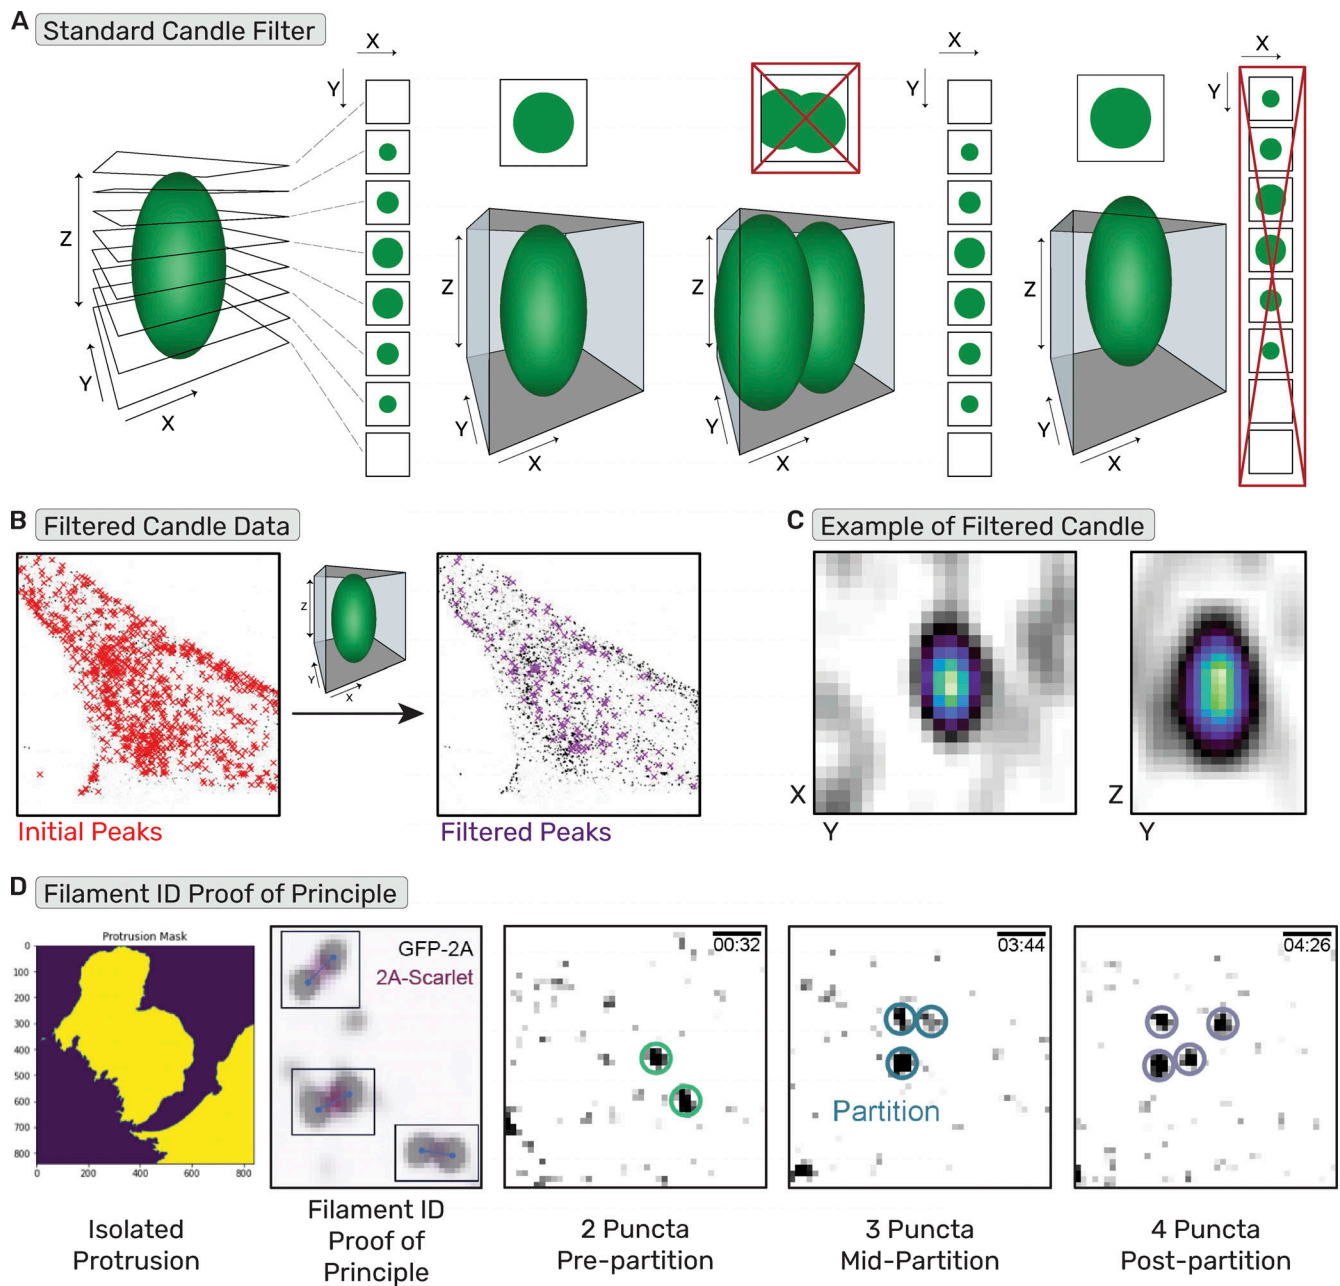 A Standard Candle Filter
X
Y
Z
Y
X
Z
Y
X
Z
Y
X
X
Y
Z
Y
X
X
Y
B Filtered Candle Data
Z
Y
X
Initial Peaks
Filtered Peaks
C Example of Filtered Candle
X
Y
Z
Y
D Filament ID Proof of Principle
Protrusion Mask
0
100
200
300
400
500
600
700
800
0 200 400 600 800
Isolated
Protrusion
GFP-2A
2A-Scarlet
Filament ID
Proof of
Principle
00:32
2 Puncta
Pre-partition
03:44
Partition
3 Puncta
Mid-Partition
04:26
4 Puncta
Post-partition